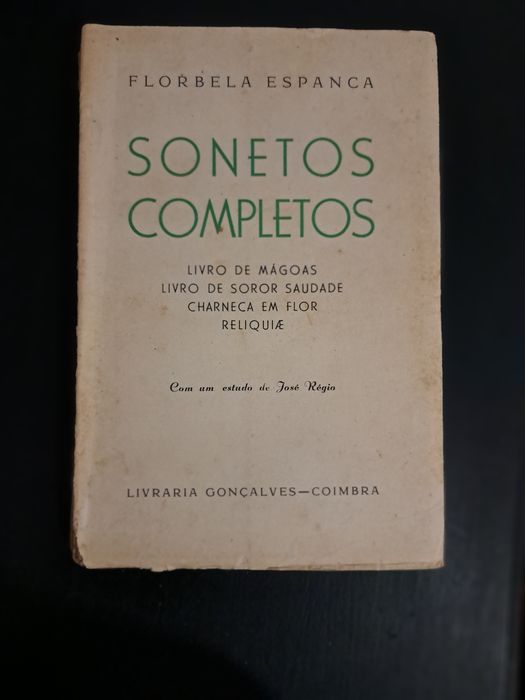 FLORBELA ESPANCA
SONETOS
COMPLETOS
LIVRO DE MÁGOAS
LIVRO DE SOROR SAUDADE
CHARNECA EM FLOR
RELIQUIÆ
Com um estudo de José Régio
LIVRARIA GONÇALVES—COIMBRA